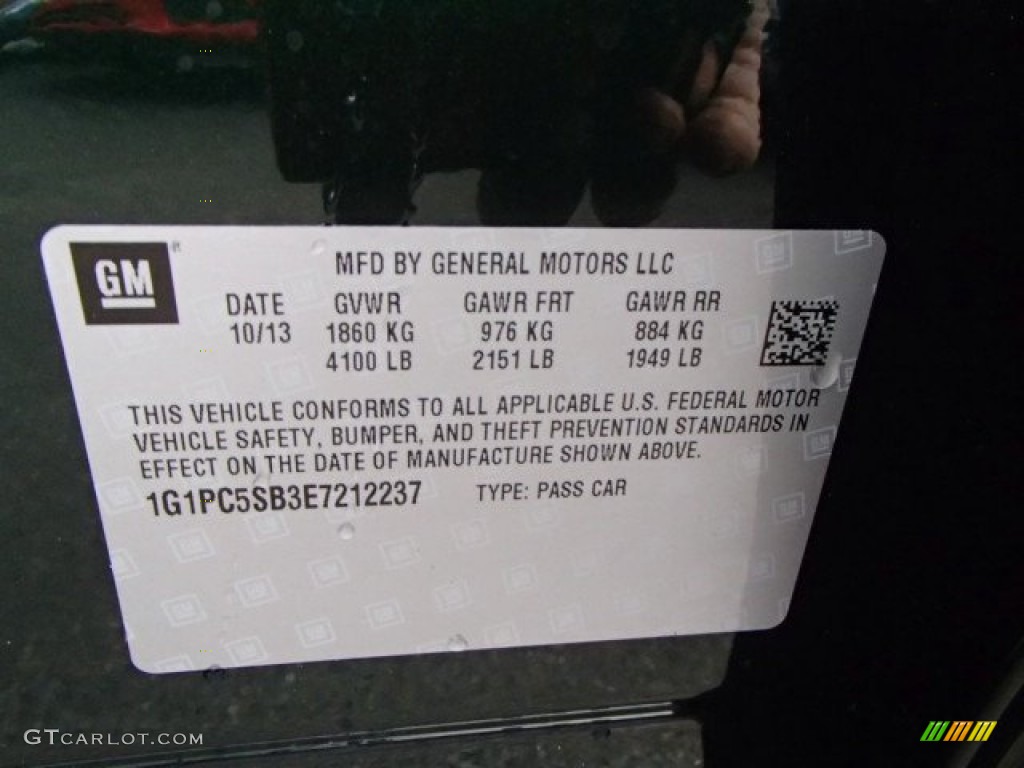 GM
MFD BY GENERAL MOTORS LLC
DATE GVWR GAWR FRT GAWR RR
10/13 1860 KG 976 KG 884 KG
4100 LB 2151 LB 1949 LB
THIS VEHICLE CONFORMS TO ALL APPLICABLE U.S. FEDERAL MOTOR
VEHICLE SAFETY, BUMPER, AND THEFT PREVENTION STANDARDS IN
EFFECT ON THE DATE OF MANUFACTURE SHOWN ABOVE.
1G1PC5SB3E7212237 TYPE: PASS CAR
GTCARLOT.COM